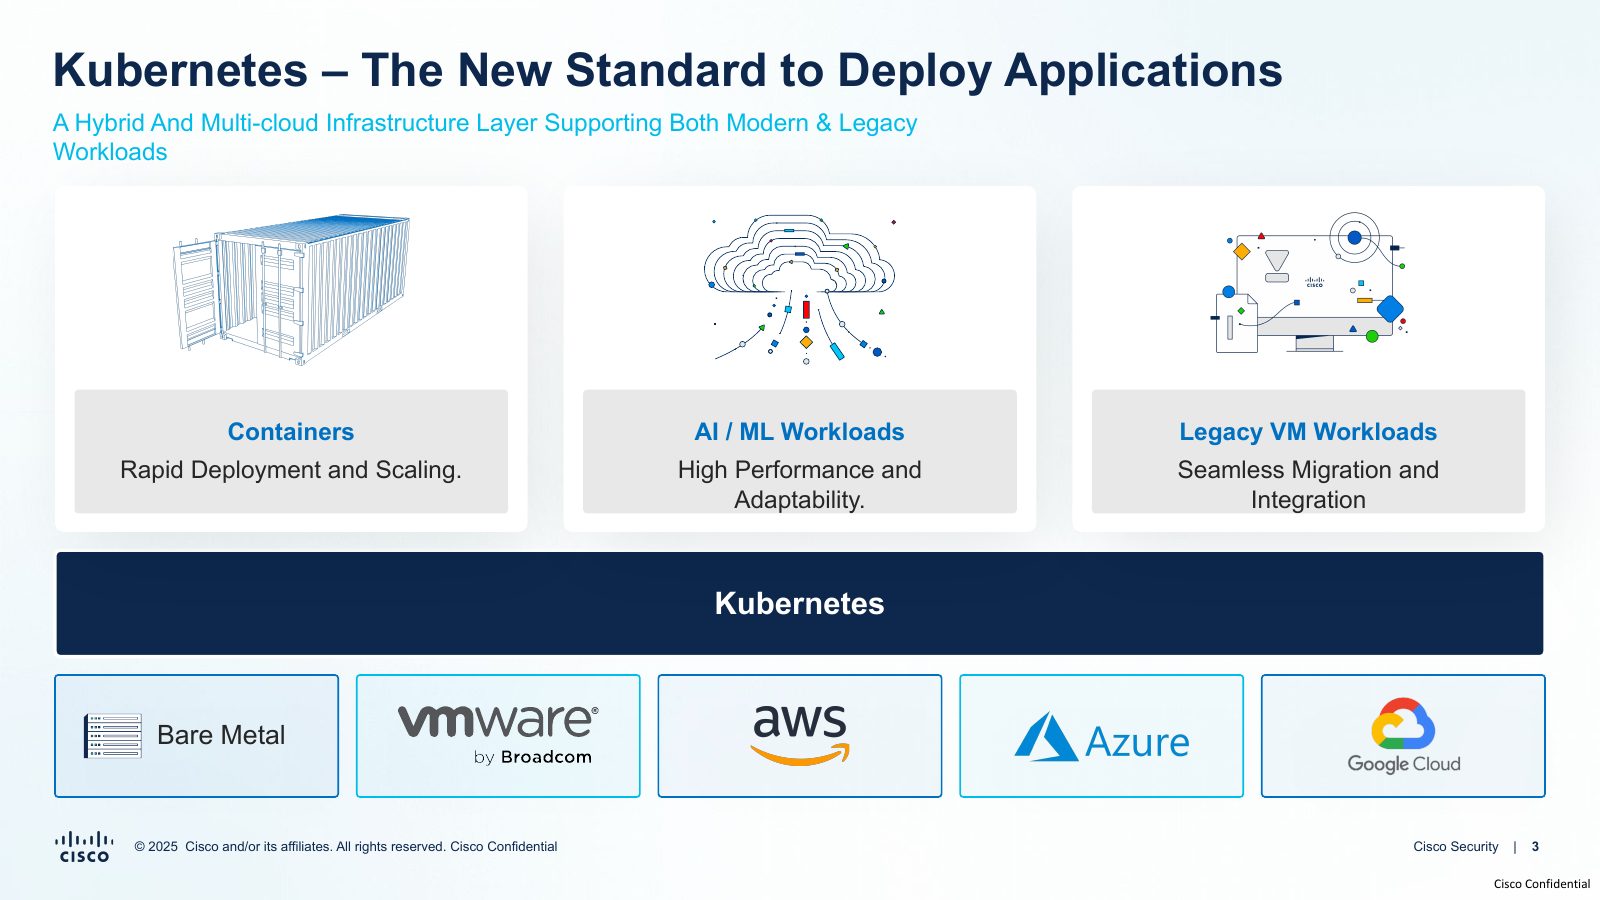 Kubernetes – The New Standard to Deploy Applications
A Hybrid And Multi-cloud Infrastructure Layer Supporting Both Modern & Legacy
Workloads
CISCO
Containers
Rapid Deployment and Scaling.
AI / ML Workloads
High Performance and
Adaptability.
Legacy VM Workloads
Seamless Migration and
Integration
Kubernetes
Bare Metal
vmware®
by Broadcom
aws
Azure
Google Cloud
CISCO
© 2025 Cisco and/or its affiliates. All rights reserved. Cisco Confidential
Cisco Security | 3
Cisco Confidential